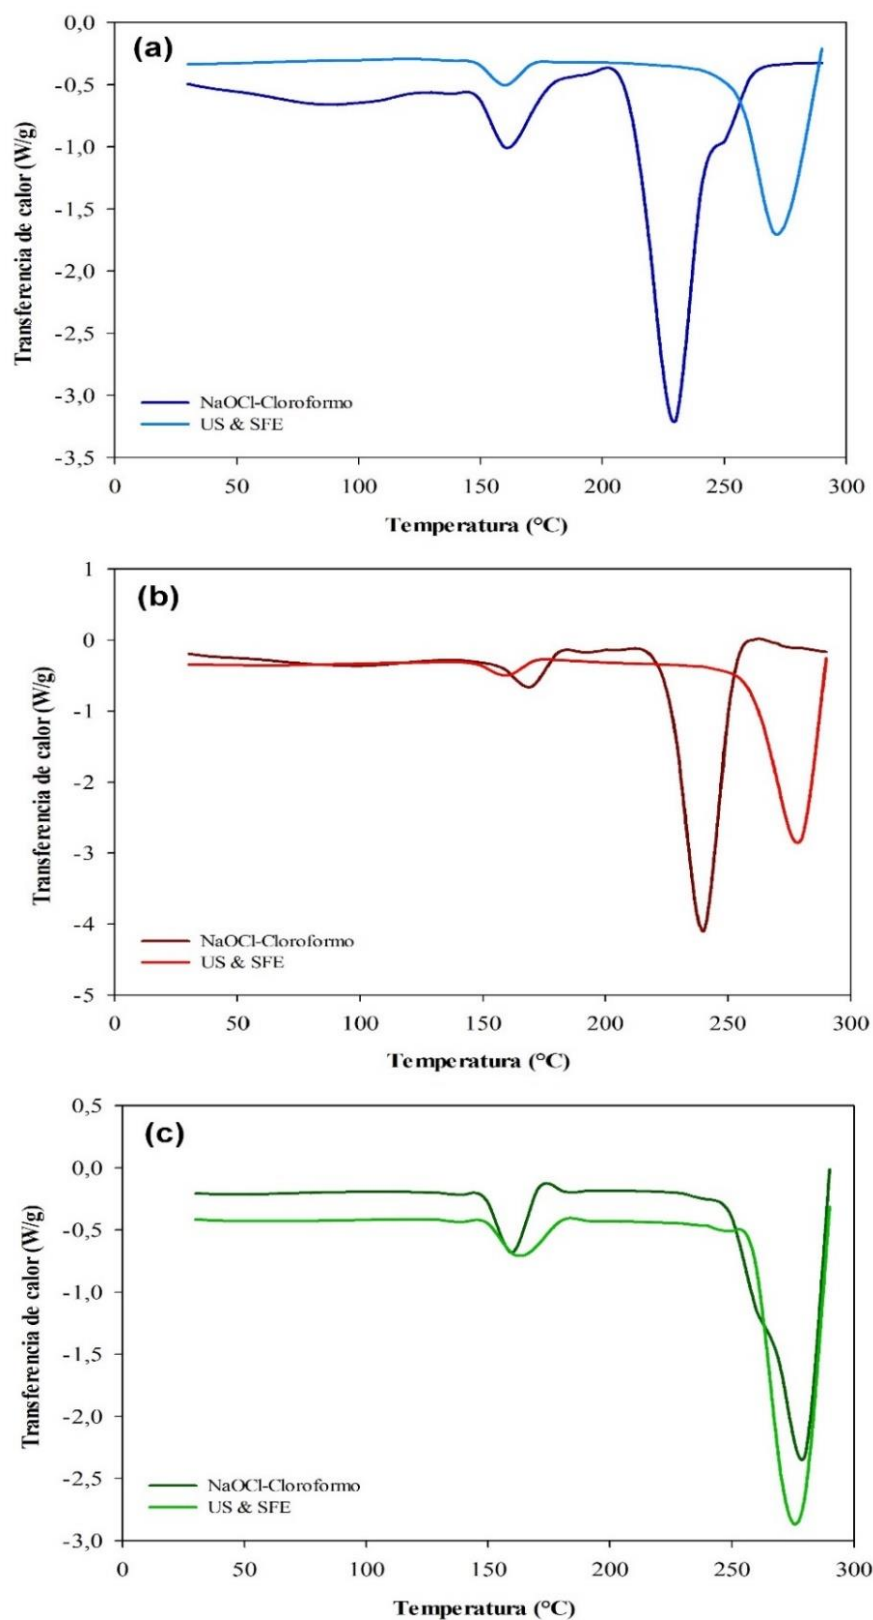 (a)
0,0
-0,5
-1,0
-1,5
-2,0
-2,5
-3,0
-3,5
Transferencia de calor (W/g)
NaOCl-Cloroformo
US & SFE
0 50 100 150 200 250 300
Temperatura (°C)
(b)
1
0
-1
-2
-3
-4
-5
Transferencia de calor (W/g)
NaOCl-Cloroformo
US & SFE
0 50 100 150 200 250 300
Temperatura (°C)
(c)
0,5
0,0
-0,5
-1,0
-1,5
-2,0
-2,5
-3,0
Transferencia de calor (W/g)
NaOCl-Cloroformo
US & SFE
0 50 100 150 200 250 300
Temperatura (°C)